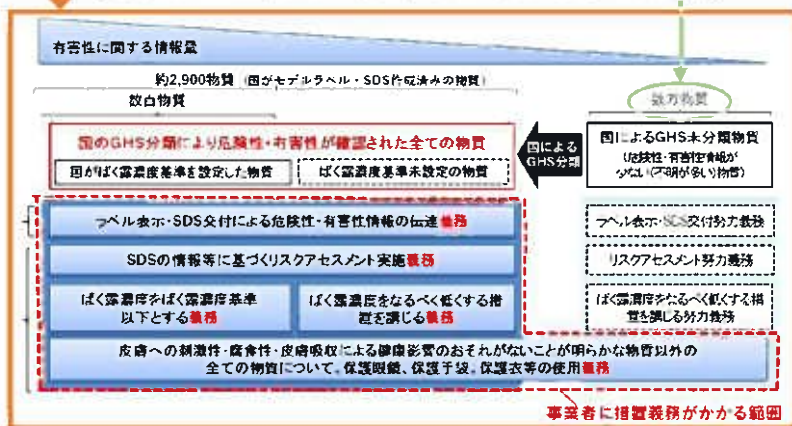 有害性に関する情報量
約2,900物質（国がモデルラベル・SDS作成済みの物質）
数百物質
数万物質
国のGHS分類により危険性・有害性が確認された全ての物質
国がばく露濃度基準を設定した物質
ばく露濃度基準未設定の物質
国による
GHS分類
国によるGHS未分類物質
（危険性・有害性情報が
少ない（不明が多い）物質）
ラベル表示・SDS交付による危険性・有害性情報の伝達義務
ラベル表示・SDS交付努力義務
SDSの情報等に基づくリスクアセスメント実施義務
リスクアセスメント努力義務
ばく露濃度をばく露濃度基準
以下とする義務
ばく露濃度をなるべく低くする措
置を講じる義務
ばく露濃度をなるべく低くする措
置を講じる努力義務
皮膚への刺激性・腐食性・皮膚吸収による健康影響のおそれがないことが明らかな物質以外の
全ての物質について、保護眼鏡、保護手袋、保護衣等の使用義務
事業者に措置義務がかかる範囲